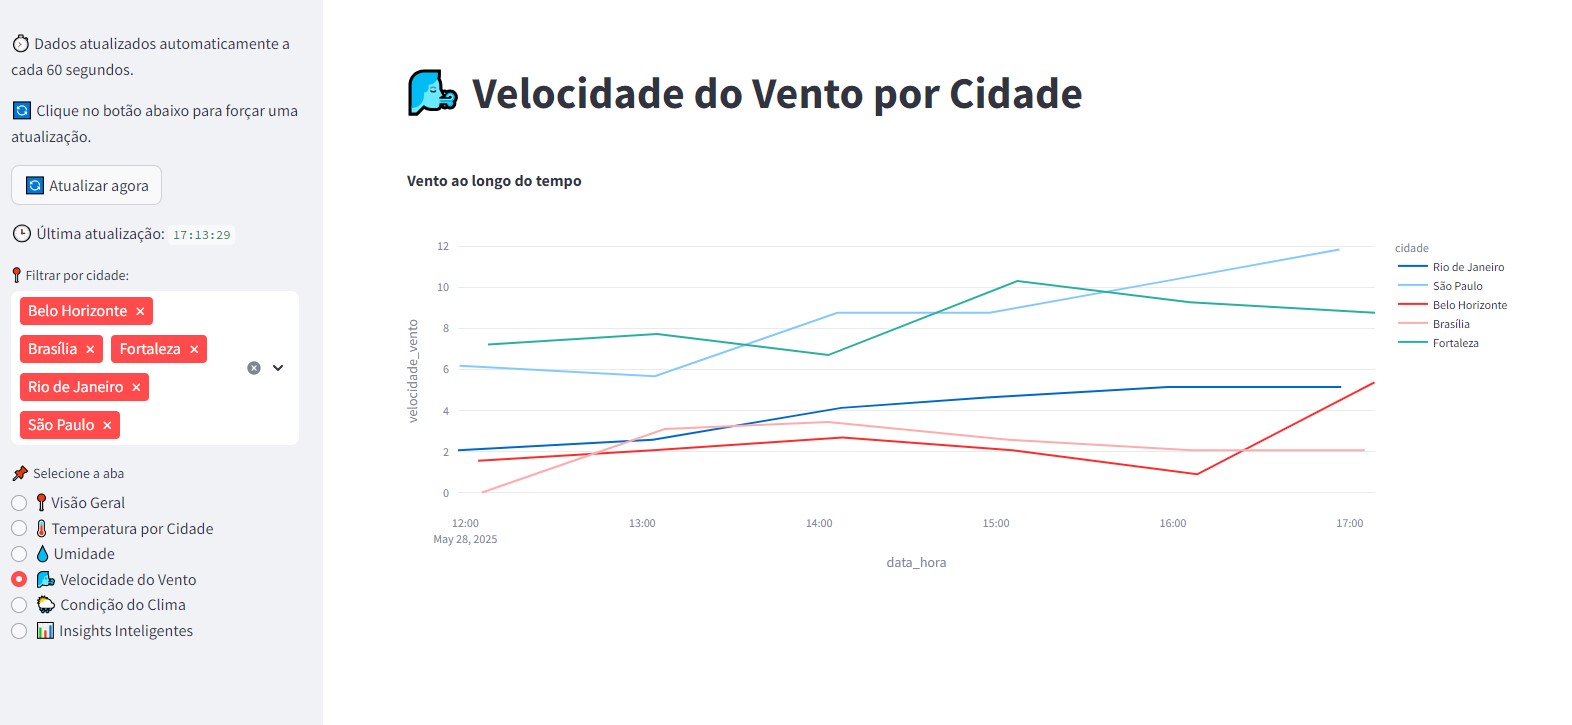 Dados atualizados automaticamente a
cada 60 segundos.
Clique no botão abaixo para forçar uma
atualização.
Atualizar agora
Última atualização: 17:13:29
Filtrar por cidade:
Belo Horizonte ×
Brasília × Fortaleza ×
Rio de Janeiro ×
São Paulo ×
Selecione a aba
Visão Geral
Temperatura por Cidade
Umidade
Velocidade do Vento
Condição do Clima
Insights Inteligentes
Velocidade do Vento por Cidade
Vento ao longo do tempo
velocidade_vento
12
10
8
6
4
2
0
12:00 13:00 14:00 15:00 16:00 17:00
May 28, 2025
data_hora
cidade
Rio de Janeiro
São Paulo
Belo Horizonte
Brasília
Fortaleza